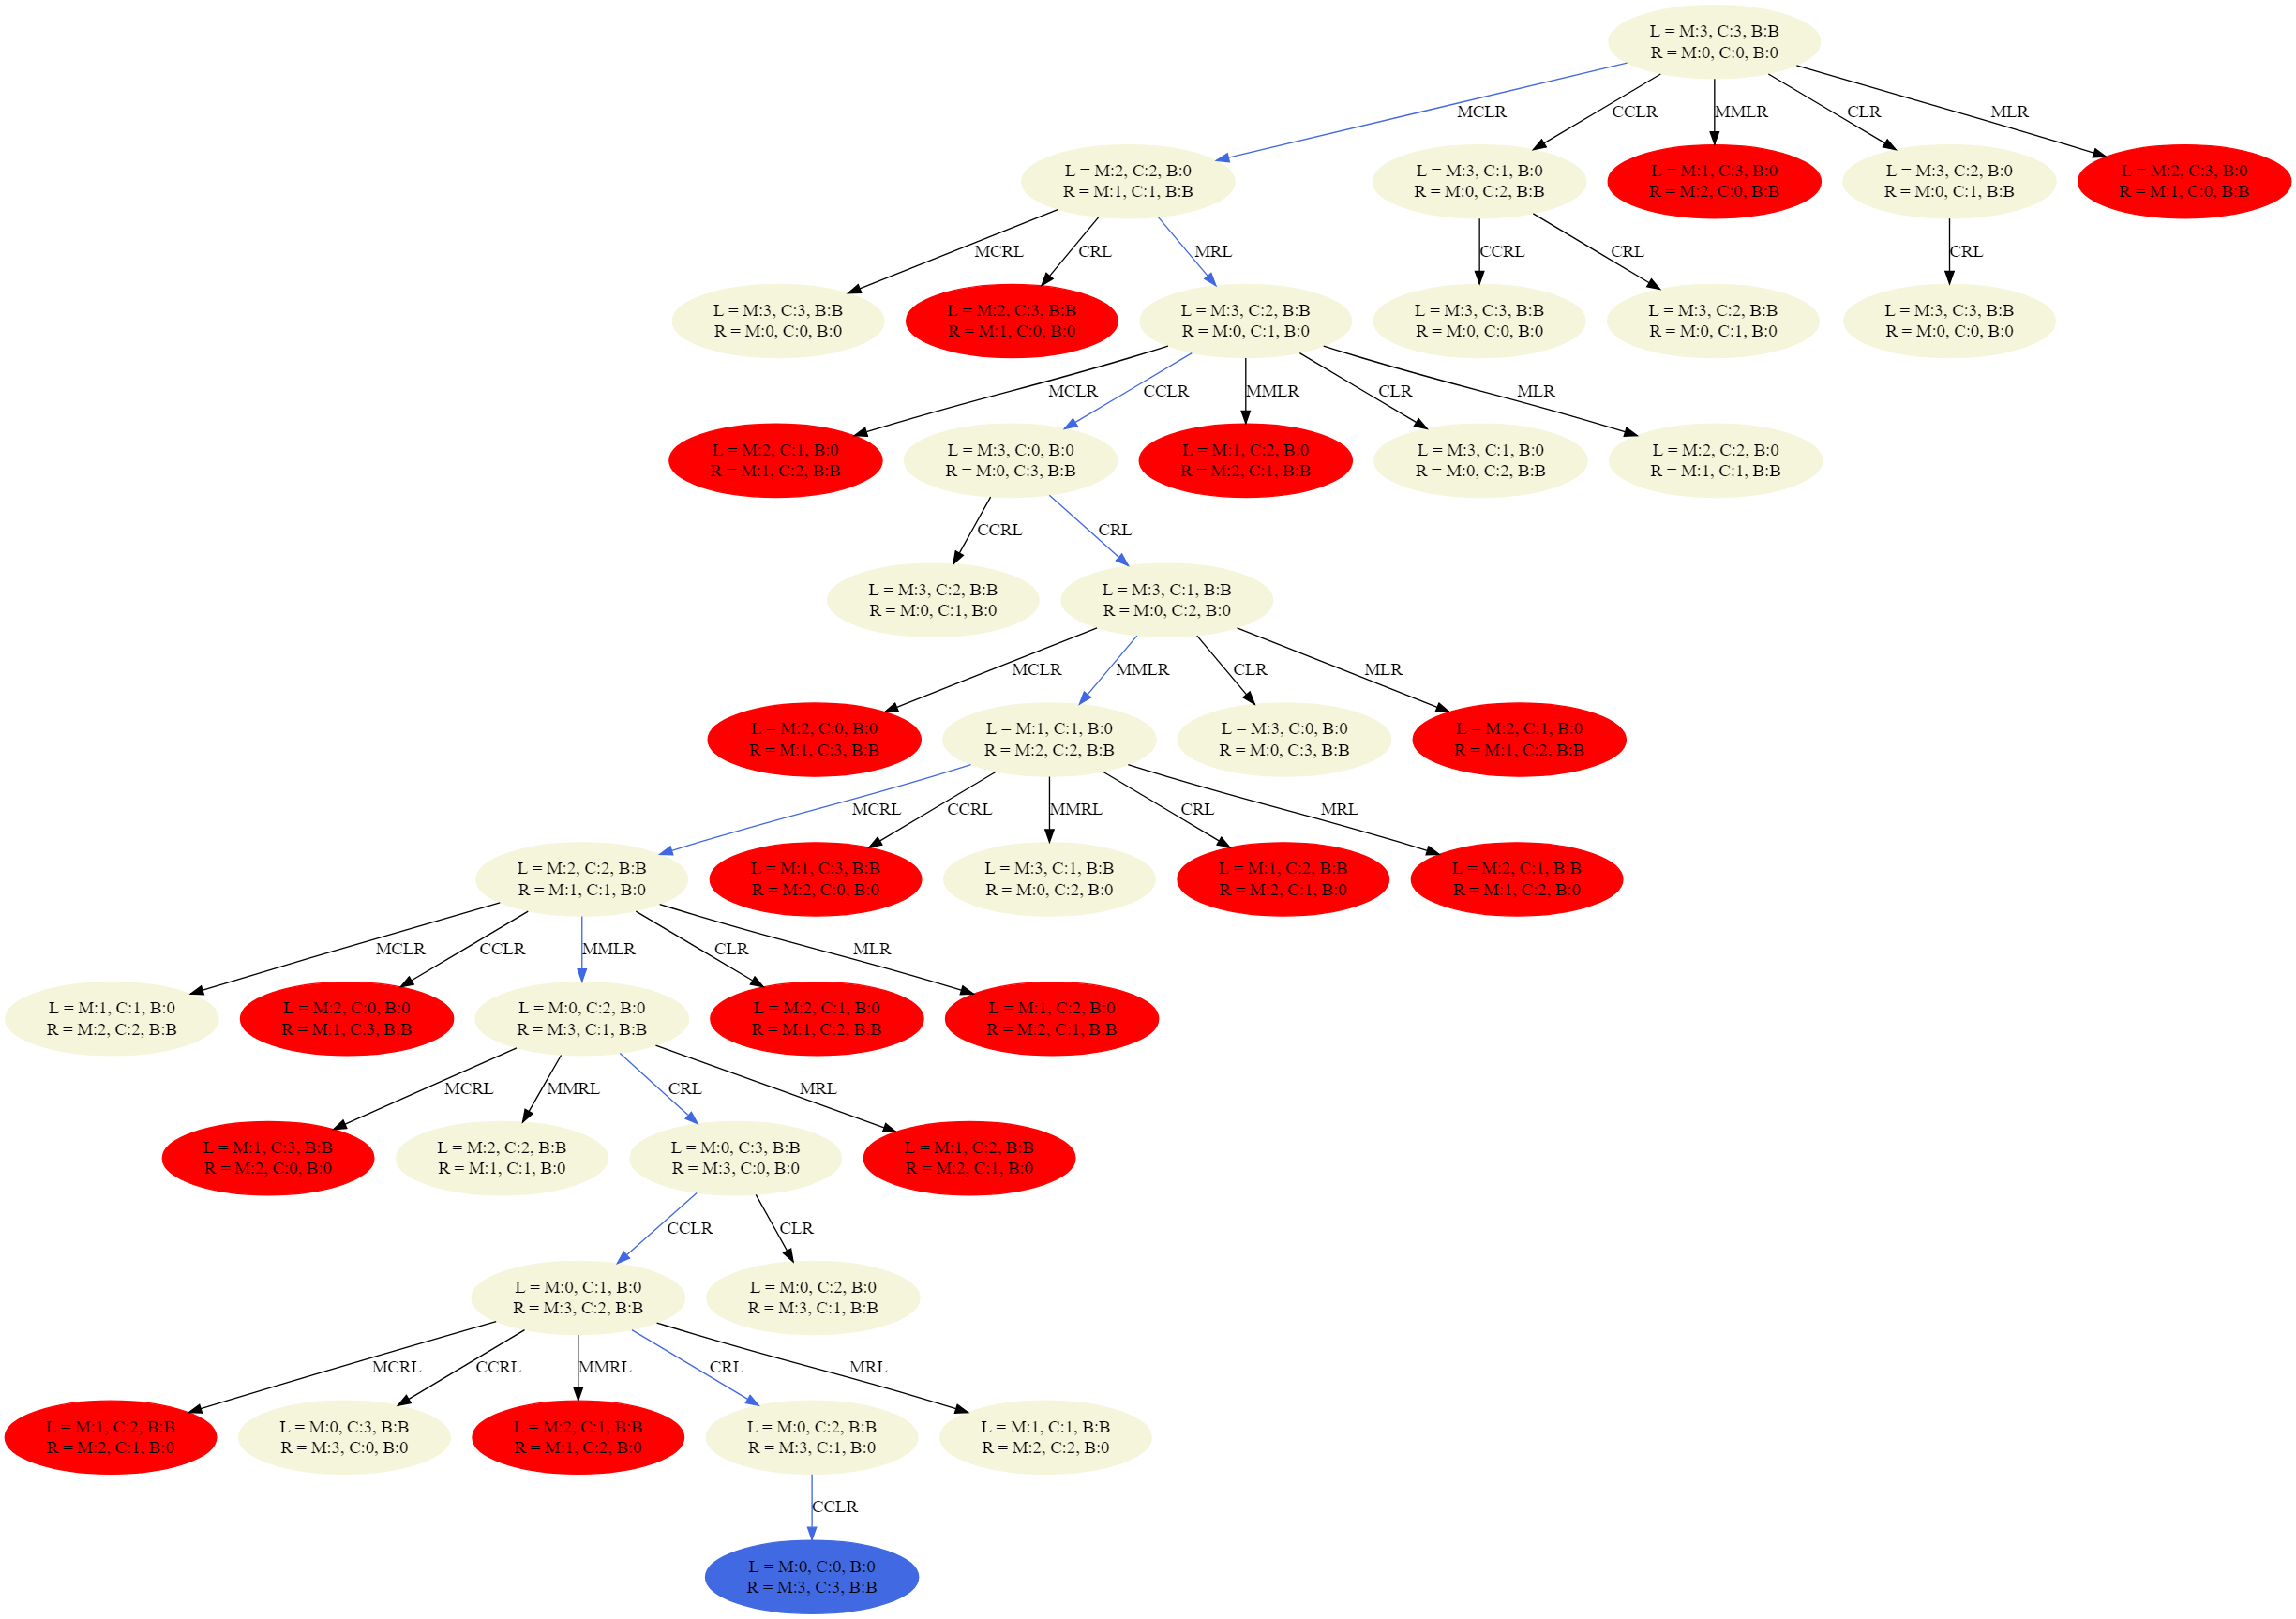 L = M:3, C:3, B:B
R = M:0, C:0, B:0
MCLR
CCLR
MMLR
CLR
MLR
L = M:2, C:2, B:0
R = M:1, C:1, B:B
L = M:3, C:1, B:0
R = M:0, C:2, B:B
L = M:1, C:3, B:0
R = M:2, C:0, B:B
L = M:3, C:2, B:0
R = M:0, C:1, B:B
L = M:2, C:3, B:0
R = M:1, C:0, B:B
MCRL
CRL
MRL
CCRL
CRL
CRL
L = M:3, C:3, B:B
R = M:0, C:0, B:0
L = M:2, C:3, B:B
R = M:1, C:0, B:0
L = M:3, C:2, B:B
R = M:0, C:1, B:0
L = M:3, C:3, B:B
R = M:0, C:0, B:0
L = M:3, C:2, B:B
R = M:0, C:1, B:0
L = M:3, C:3, B:B
R = M:0, C:0, B:0
MCLR
CCLR
MMLR
CLR
MLR
L = M:2, C:1, B:0
R = M:1, C:2, B:B
L = M:3, C:0, B:0
R = M:0, C:3, B:B
L = M:1, C:2, B:0
R = M:2, C:1, B:B
L = M:3, C:1, B:0
R = M:0, C:2, B:B
L = M:2, C:2, B:0
R = M:1, C:1, B:B
CCRL
CRL
L = M:3, C:2, B:B
R = M:0, C:1, B:0
L = M:3, C:1, B:B
R = M:0, C:2, B:0
MCLR
MMLR
CLR
MLR
L = M:2, C:0, B:0
R = M:1, C:3, B:B
L = M:1, C:1, B:0
R = M:2, C:2, B:B
L = M:3, C:0, B:0
R = M:0, C:3, B:B
L = M:2, C:1, B:0
R = M:1, C:2, B:B
MCRL
CCRL
MMRL
CRL
MRL
L = M:2, C:2, B:B
R = M:1, C:1, B:0
L = M:1, C:3, B:B
R = M:2, C:0, B:0
L = M:3, C:1, B:B
R = M:0, C:2, B:0
L = M:1, C:2, B:B
R = M:2, C:1, B:0
L = M:2, C:1, B:B
R = M:1, C:2, B:0
MCLR
CCLR
MMLR
CLR
MLR
L = M:1, C:1, B:0
R = M:2, C:2, B:B
L = M:2, C:0, B:0
R = M:1, C:3, B:B
L = M:0, C:2, B:0
R = M:3, C:1, B:B
L = M:2, C:1, B:0
R = M:1, C:2, B:B
L = M:1, C:2, B:0
R = M:2, C:1, B:B
MCRL
MMRL
CRL
MRL
L = M:1, C:3, B:B
R = M:2, C:0, B:0
L = M:2, C:2, B:B
R = M:1, C:1, B:0
L = M:0, C:3, B:B
R = M:3, C:0, B:0
L = M:1, C:2, B:B
R = M:2, C:1, B:0
CCLR
CLR
L = M:0, C:1, B:0
R = M:3, C:2, B:B
L = M:0, C:2, B:0
R = M:3, C:1, B:B
MCRL
CCRL
MMRL
CRL
MRL
L = M:1, C:2, B:B
R = M:2, C:1, B:0
L = M:0, C:3, B:B
R = M:3, C:0, B:0
L = M:2, C:1, B:B
R = M:1, C:2, B:0
L = M:0, C:2, B:B
R = M:3, C:1, B:0
L = M:1, C:1, B:B
R = M:2, C:2, B:0
CCLR
L = M:0, C:0, B:0
R = M:3, C:3, B:B